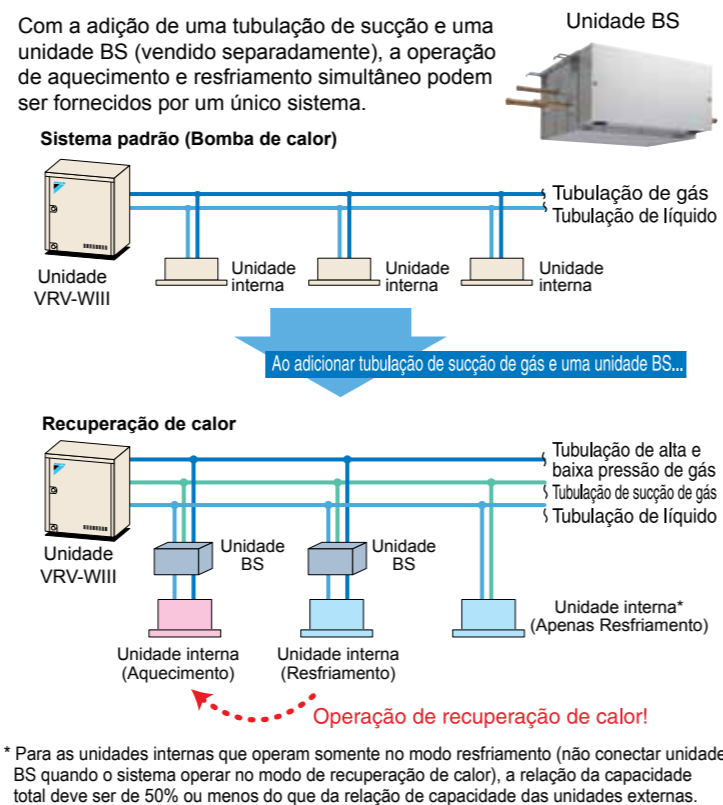 Com a adição de uma tubulação de sucção e uma
unidade BS (vendido separadamente), a operação
de aquecimento e resfriamento simultâneo podem
ser fornecidos por um único sistema.
Unidade BS
Sistema padrão (Bomba de calor)
Tubulação de gás
Tubulação de líquido
Unidade
VRV-WIII
Unidade
interna
Unidade
interna
Unidade
interna
Ao adicionar tubulação de sucção de gás e uma unidade BS...
Recuperação de calor
Tubulação de alta e
baixa pressão de gás
Tubulação de sucção de gás
Tubulação de líquido
Unidade
VRV-WIII
Unidade
BS
Unidade
BS
Unidade interna*
(Apenas Resfriamento)
Unidade interna
(Aquecimento)
Unidade interna
(Resfriamento)
Operação de recuperação de calor!
* Para as unidades internas que operam somente no modo resfriamento (não conectar unidade
BS quando o sistema operar no modo de recuperação de calor), a relação da capacidade
total deve ser de 50% ou menos do que da relação de capacidade das unidades externas.